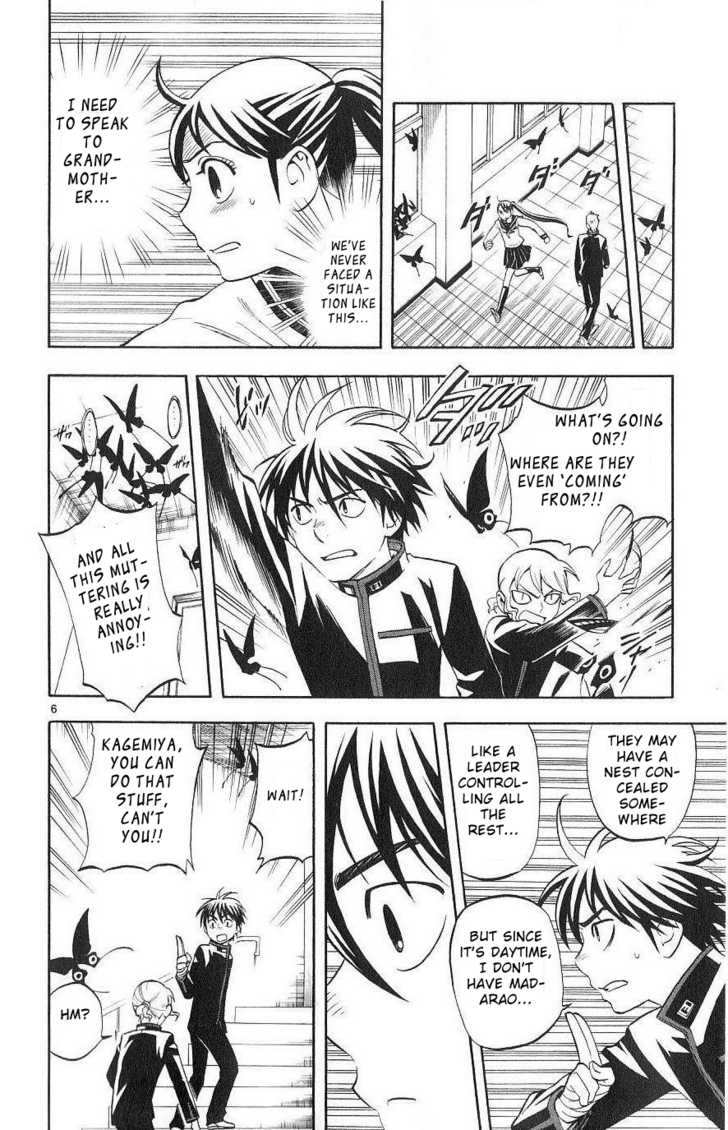 ダ
ダ
ダ
I NEED
TO SPEAK
TO
GRAND-
MOTH-
ER...
WE'VE
NEVER
FACED A
SITUA-
TION LIKE
THIS...
WHAT'S GOING
ON?!
WHERE ARE THEY
EVEN 'COMING'
FROM?!!
AND ALL
THIS MUT-
TERING IS
REALLY
ANNOY-
ING!!
6
THEY MAY
HAVE A
NEST CON-
CEALED
SOME-
WHERE
LIKE A
LEADER
CONTROL-
LING ALL
THE
REST...
BUT SINCE
IT'S DAYTIME,
I DON'T
HAVE MAD-
ARAO...
WAIT!
KAGEMIYA,
YOU CAN
DO THAT
STUFF,
CAN'T
YOU!!
HM?